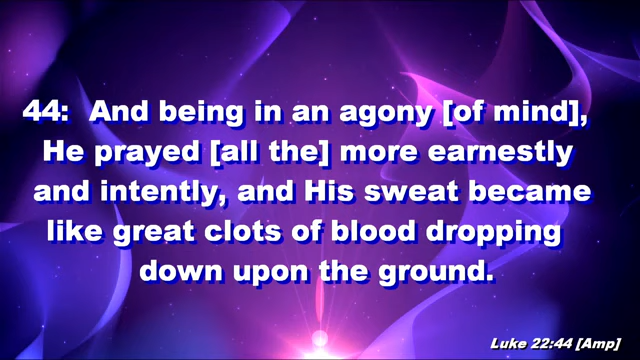 44:  And being in an agony [of mind],
He prayed [all the] more earnestly
and intently, and His sweat became
like great clots of blood dropping
down upon the ground.
Luke 22:44 [Amp]